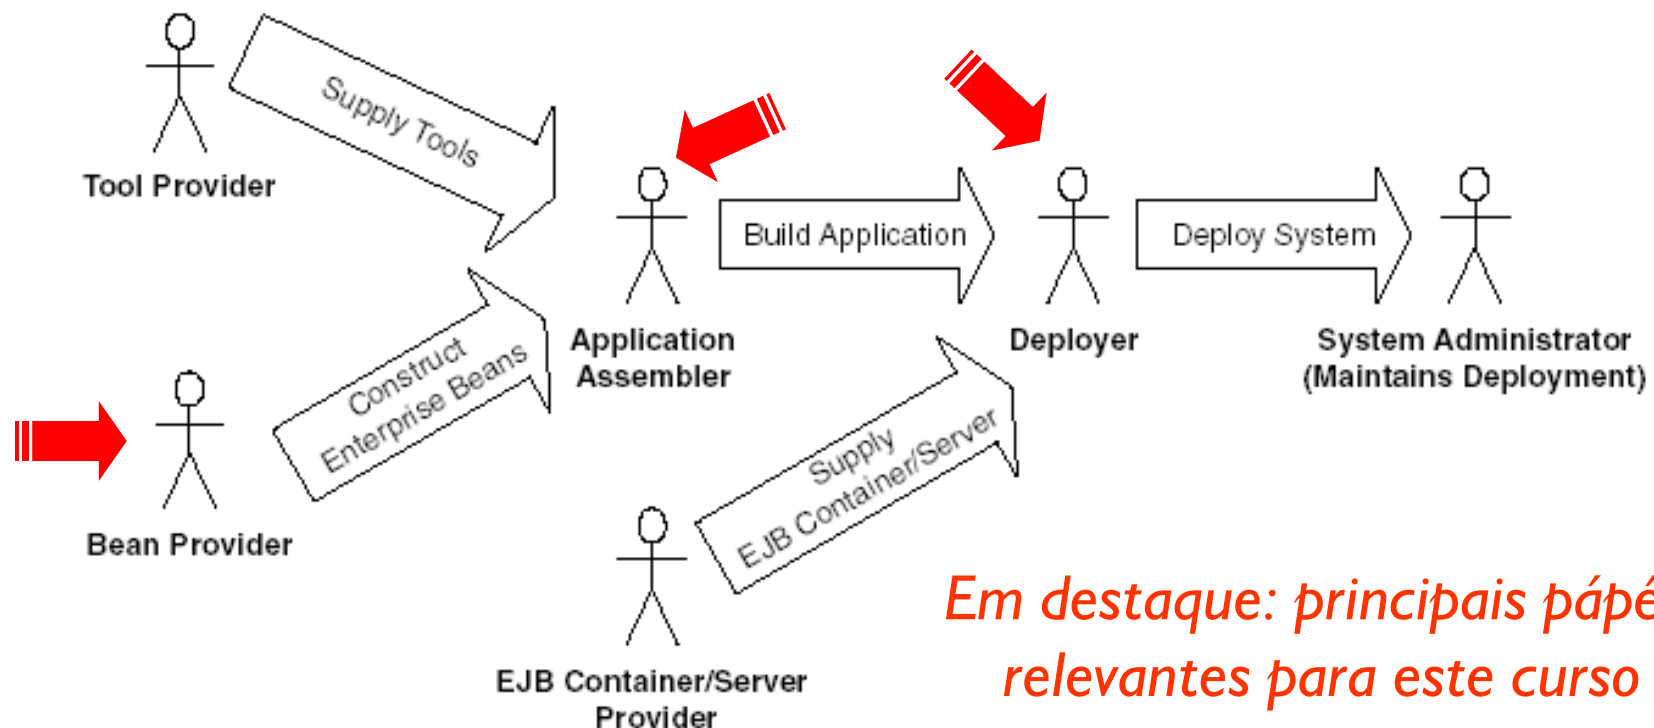 Supply Tools
Tool Provider
Build Application
Deploy System
Application
Assembler
Deployer
System Administrator
(Maintains Deployment)
Construct
Enterprise Beans
Bean Provider
Supply
EJB Container/Server
EJB Container/Server
Provider
Em destaque: principais pápé
relevantes para este curso